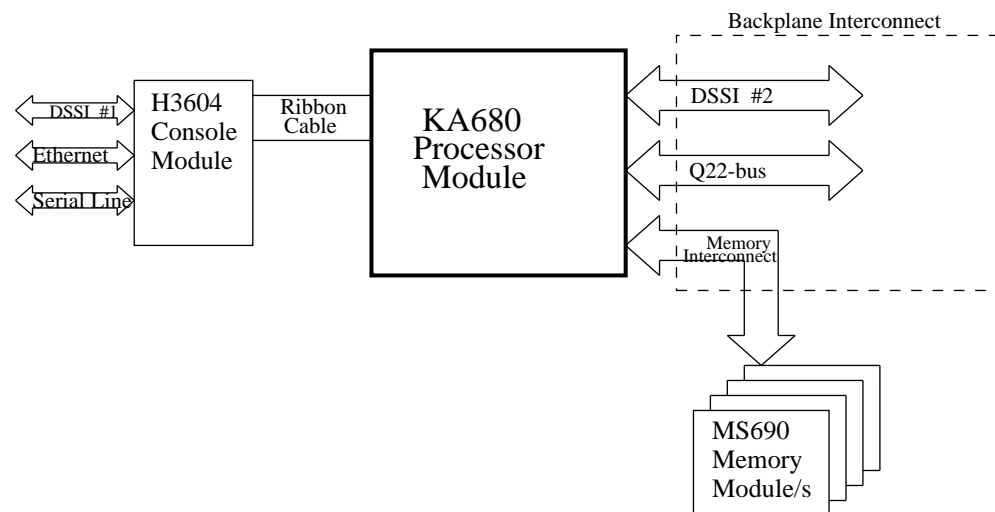 Backplane Interconnect
DSSI #1
Ethernet
Serial Line
H3604
Console
Module
Ribbon
Cable
KA680
Processor
Module
DSSI #2
Q22-bus
Memory
Interconnect
MS690
Memory
Module/s